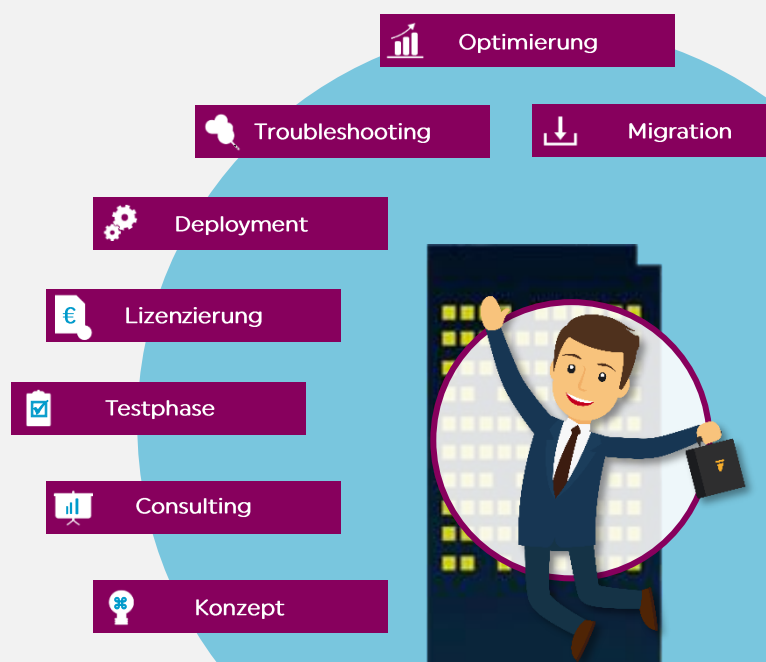 Optimierung
Troubleshooting
Migration
Deployment
Lizenzierung
Testphase
Consulting
Konzept